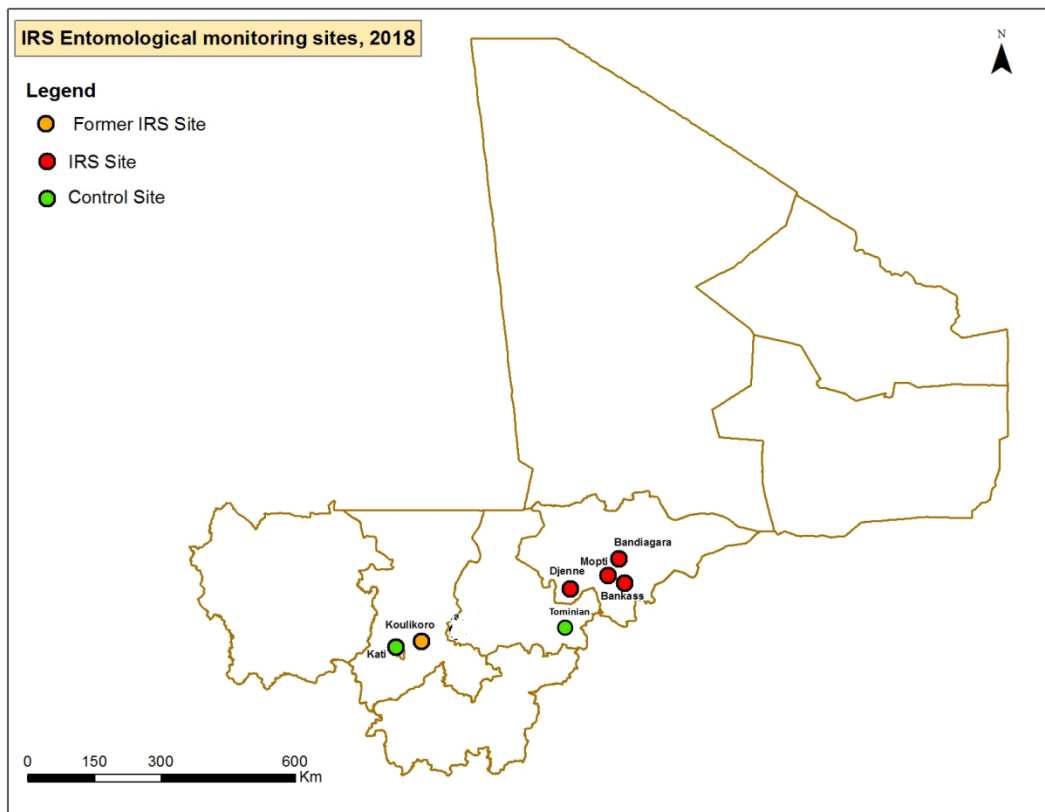 IRS Entomological monitoring sites, 2018
N
Legend
Former IRS Site
IRS Site
Control Site
Bandiagara
Mopti
Djenne
Bankass
Tominian
Koulikoro
Kati
0 150 300 600
Km